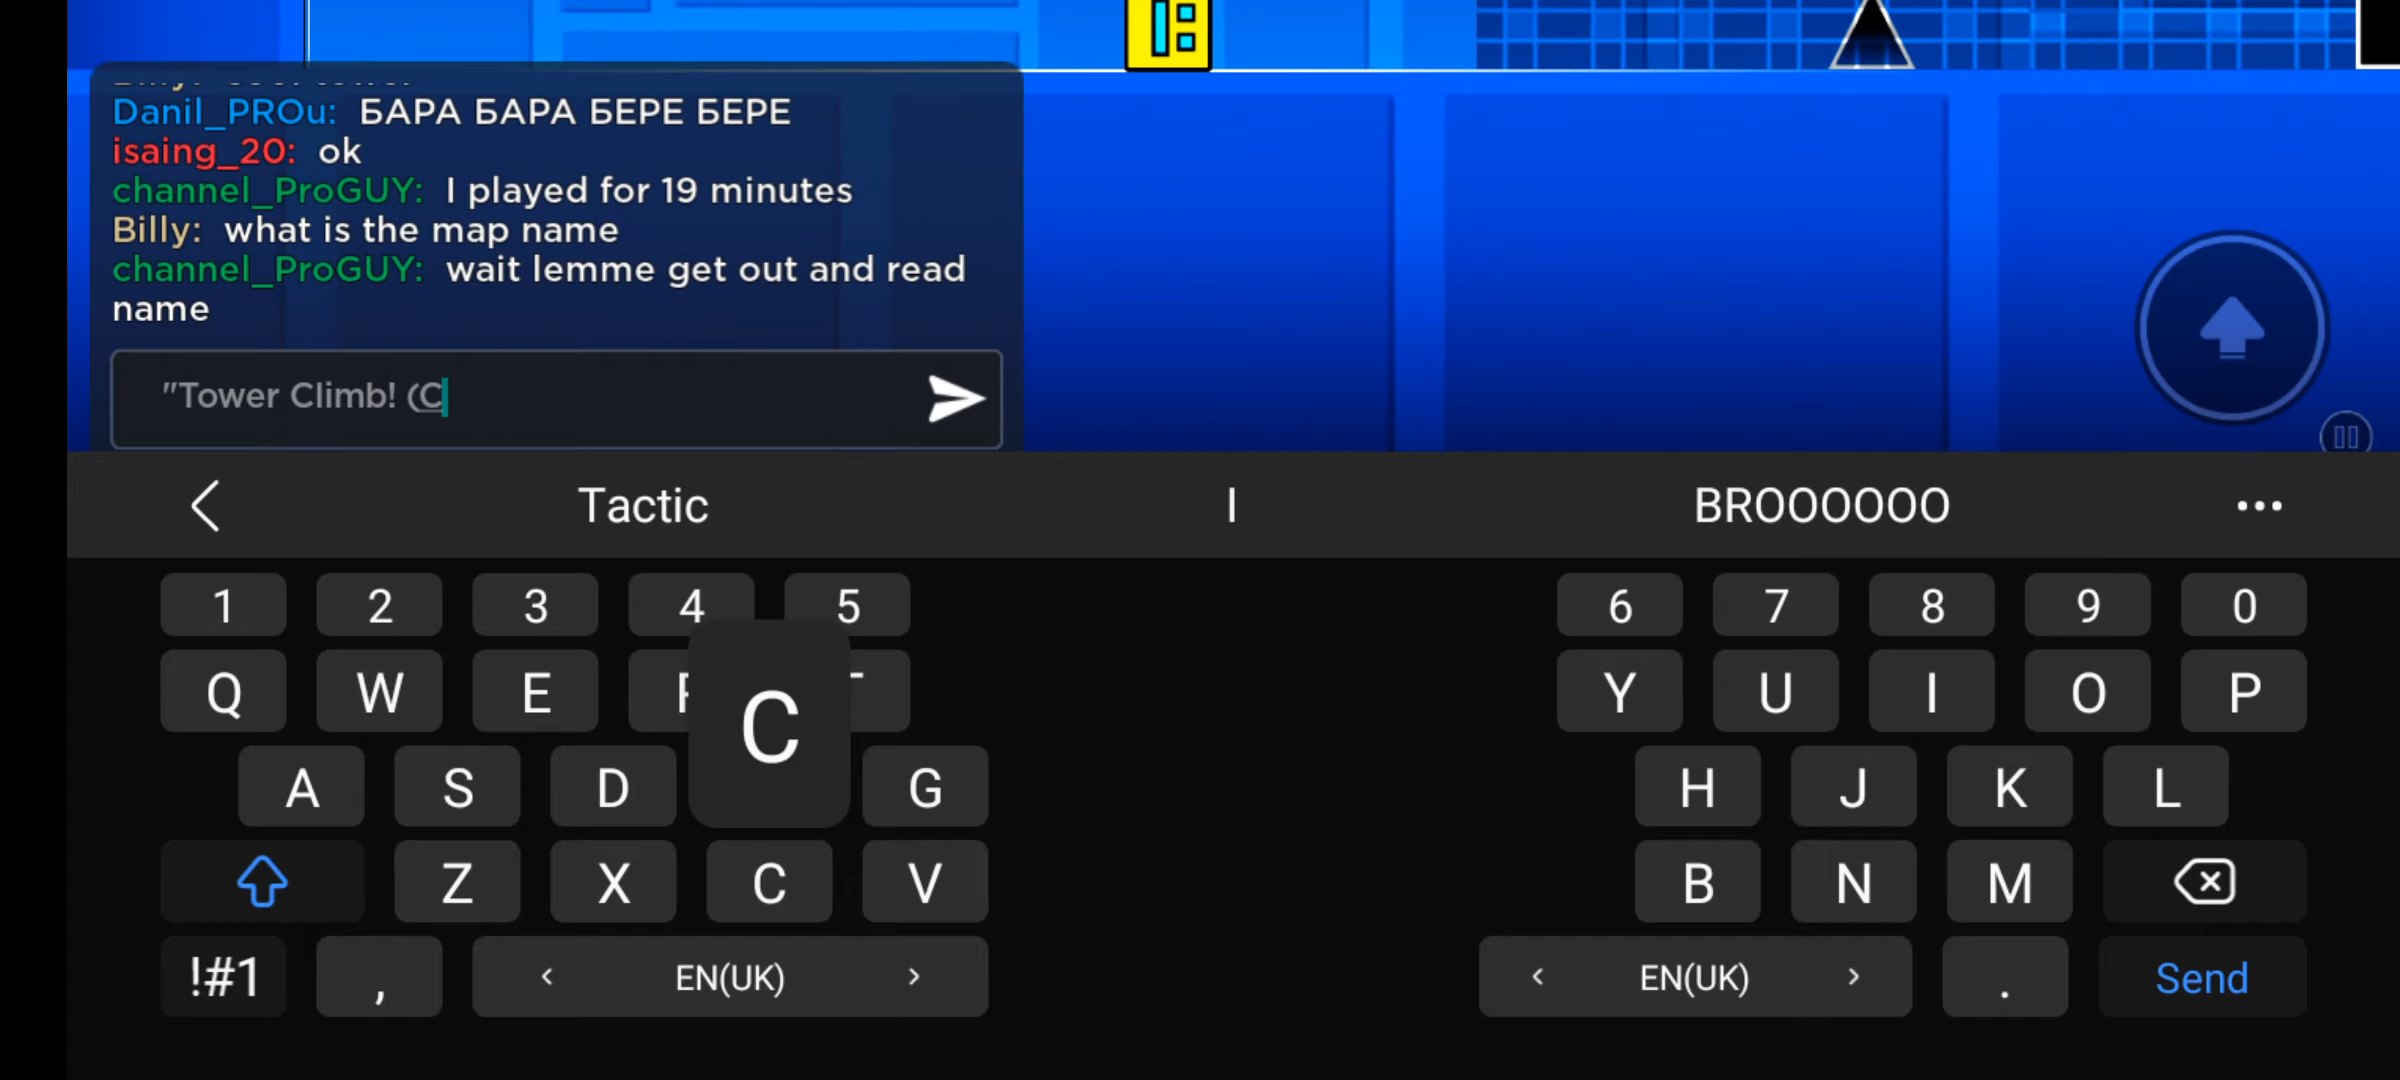 Danil_PROu: БАРА БАРА БЕРЕ БЕРЕ
isaing_20: ok
channel_ProGUY: I played for 19 minutes
Billy: what is the map name
channel_ProGUY: wait lemme get out and read
name
"Tower Climb! (C
Tactic I BROOOOOO
1 2 3 4 5 6 7 8 9 0
Q W E Y U I O P
C
A S D G H J K L
Z X C V B N M
!#1 , EN(UK) EN(UK) . Send